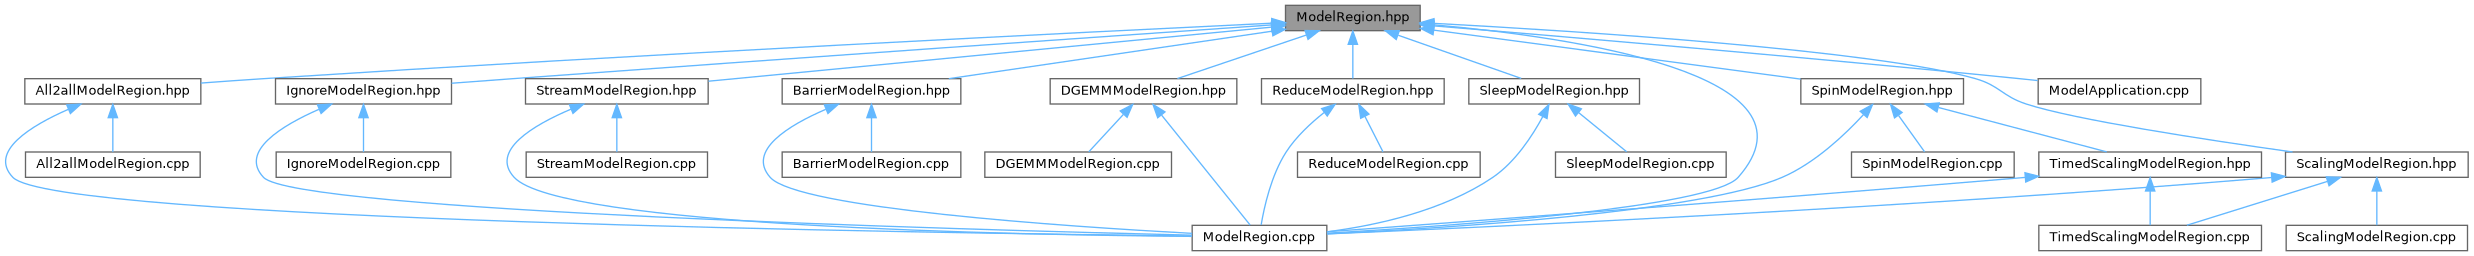 ModelRegion.hpp
All2allModelRegion.hpp
IgnoreModelRegion.hpp
StreamModelRegion.hpp
BarrierModelRegion.hpp
DGEMMModelRegion.hpp
ReduceModelRegion.hpp
SleepModelRegion.hpp
SpinModelRegion.hpp
ModelApplication.cpp
All2allModelRegion.cpp
IgnoreModelRegion.cpp
StreamModelRegion.cpp
BarrierModelRegion.cpp
DGEMMModelRegion.cpp
ReduceModelRegion.cpp
SleepModelRegion.cpp
SpinModelRegion.cpp
TimedScalingModelRegion.hpp
ScalingModelRegion.hpp
ModelRegion.cpp
TimedScalingModelRegion.cpp
ScalingModelRegion.cpp